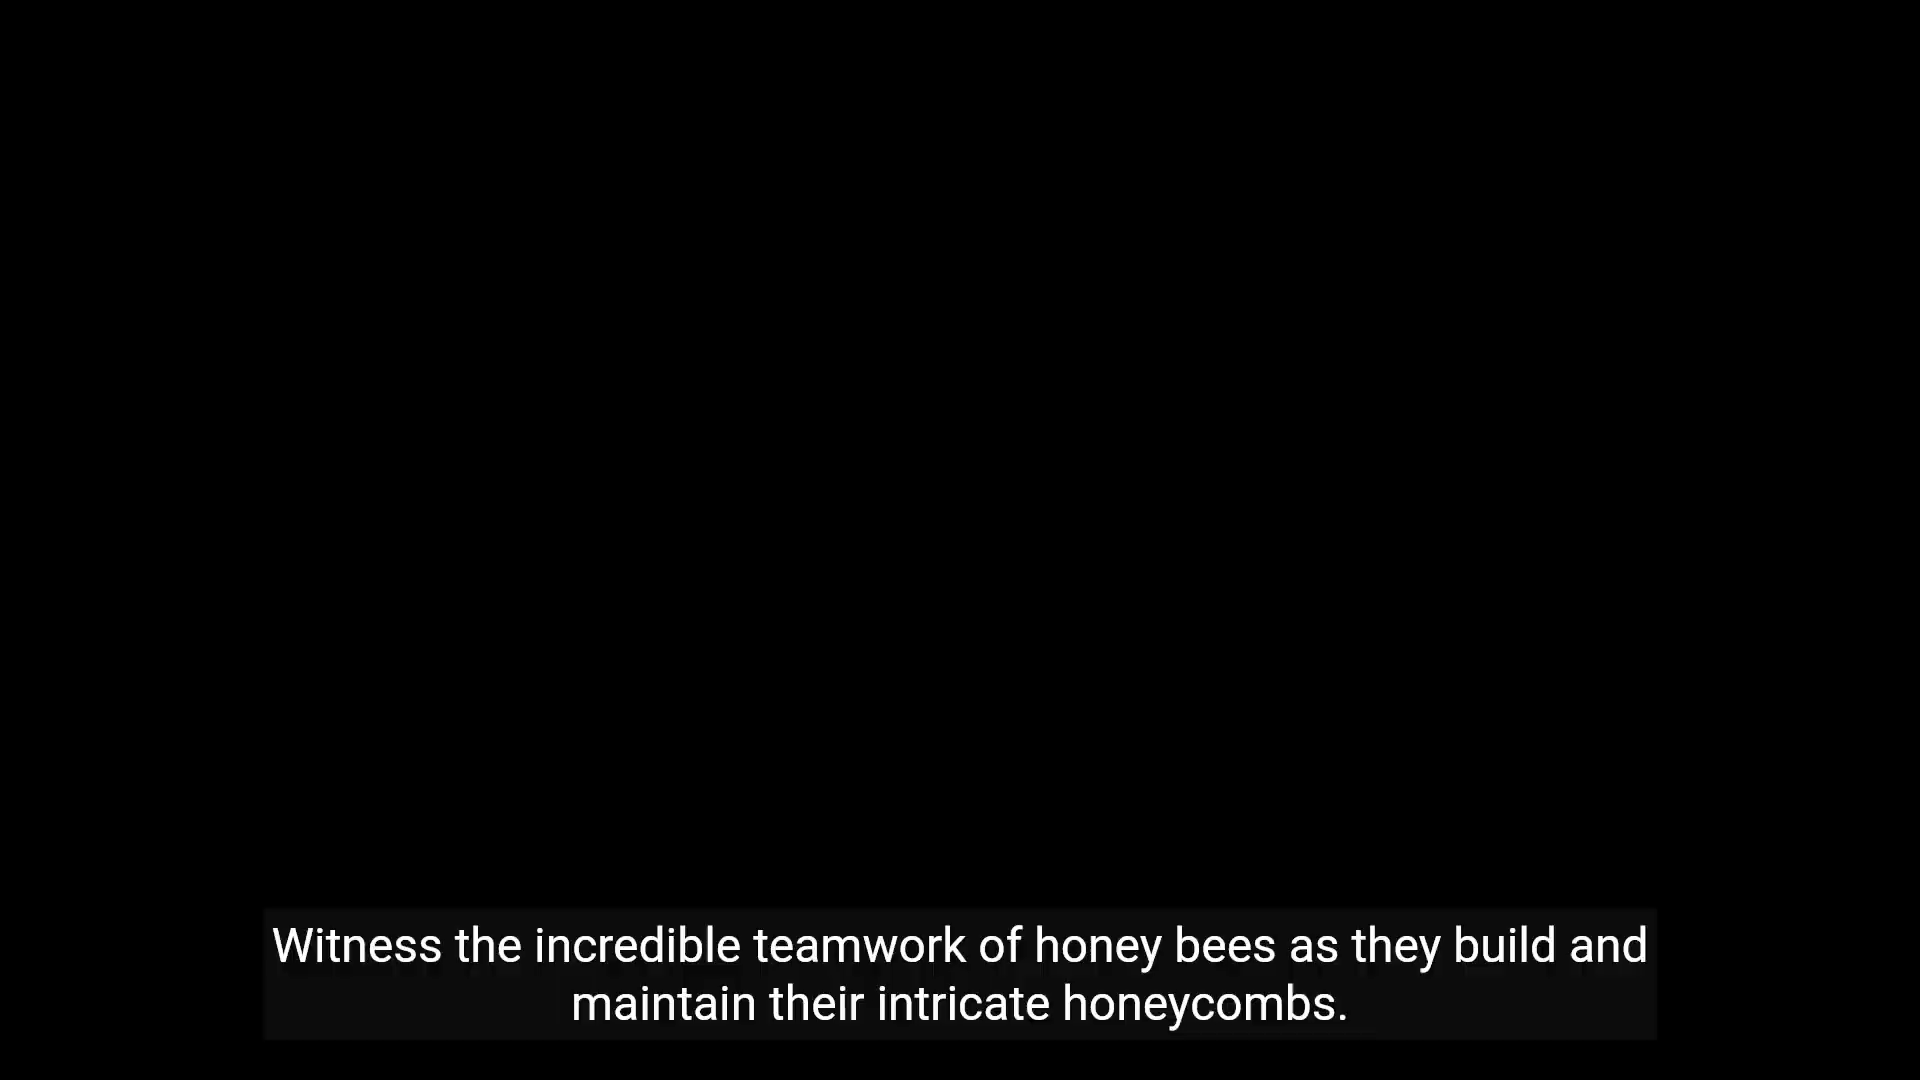 Witness the incredible teamwork of honey bees as they build and
maintain their intricate honeycombs.